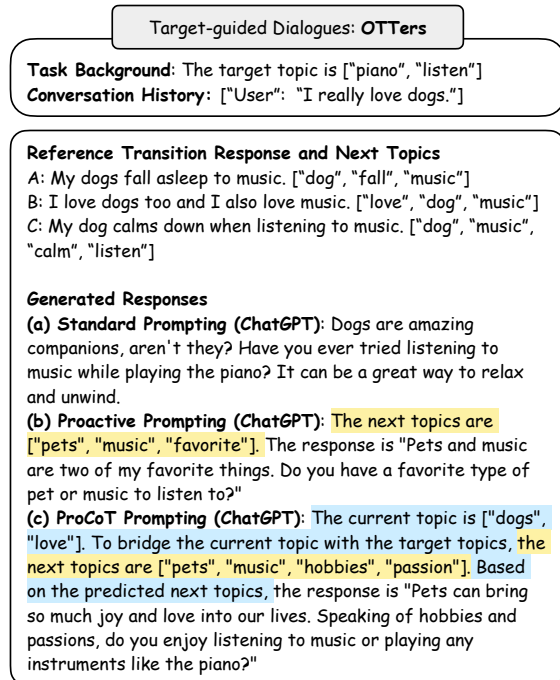 Target-guided Dialogues: OTTers
Task Background: The target topic is ["piano", "listen"]
Conversation History: ["User": "I really love dogs."]
Reference Transition Response and Next Topics
A: My dogs fall asleep to music. ["dog", "fall", "music"]
B: I love dogs too and I also love music. ["love", "dog", "music"]
C: My dog calms down when listening to music. ["dog", "music",
"calm", "listen"]
Generated Responses
(a) Standard Prompting (ChatGPT): Dogs are amazing
companions, aren't they? Have you ever tried listening to
music while playing the piano? It can be a great way to relax
and unwind.
(b) Proactive Prompting (ChatGPT): The next topics are
["pets", "music", "favorite"]. The response is "Pets and music
are two of my favorite things. Do you have a favorite type of
pet or music to listen to?"
(c) ProCoT Prompting (ChatGPT): The current topic is ["dogs",
"love"]. To bridge the current topic with the target topics, the
next topics are ["pets", "music", "hobbies", "passion"]. Based
on the predicted next topics, the response is "Pets can bring
so much joy and love into our lives. Speaking of hobbies and
passions, do you enjoy listening to music or playing any
instruments like the piano?"